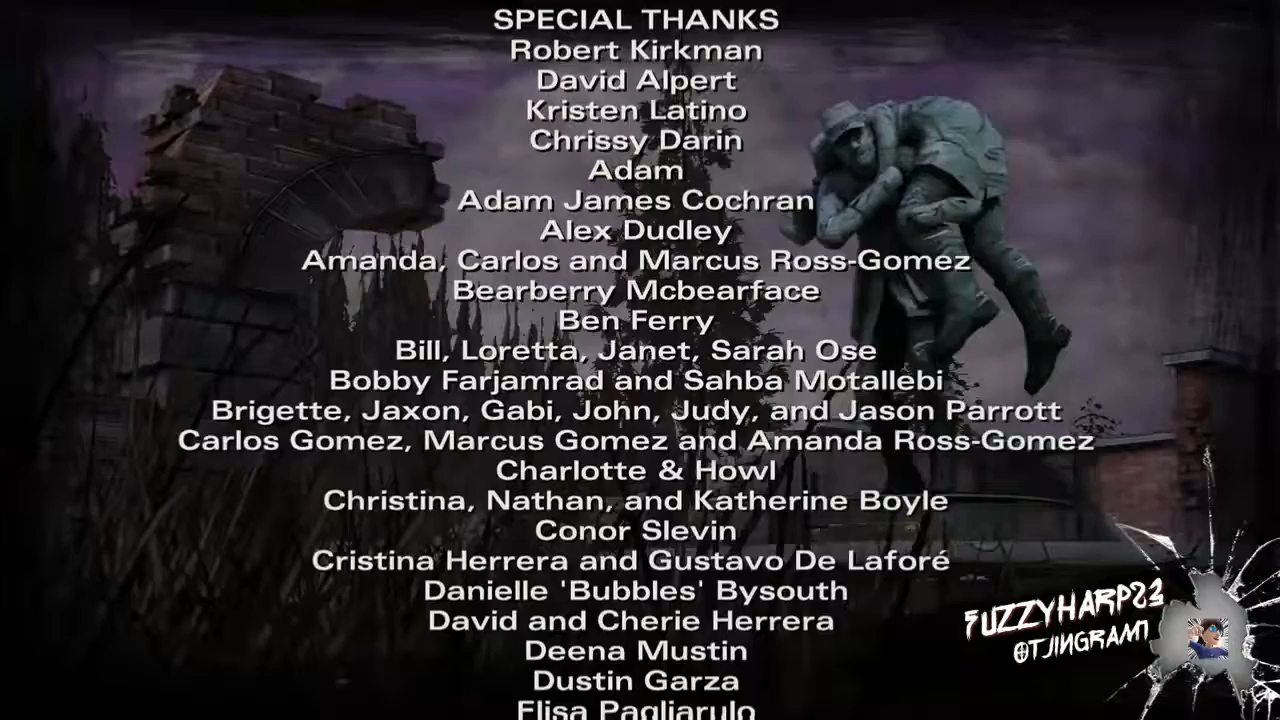 SPECIAL THANKS
Robert Kirkman
David Alpert
Kristen Latino
Chrissy Darin
Adam
Adam James Cochran
Alex Dudley
Amanda, Carlos and Marcus Ross-Gomez
Bearberry Mcbearface
Ben Ferry
Bill, Loretta, Janet, Sarah Ose
Bobby Farjamrad and Sahba Motallebi
Brigette, Jaxon, Gabi, John, Judy, and Jason Parrott
Carlos Gomez, Marcus Gomez and Amanda Ross-Gomez
Charlotte & Howl
Christina, Nathan, and Katherine Boyle
Conor Slevin
Cristina Herrera and Gustavo De Laforé
Danielle 'Bubbles' Bysouth
David and Cherie Herrera
Deena Mustin
Dustin Garza
Elisa Pagliarulo
FUZZYHARP23
@TJINGRAM1